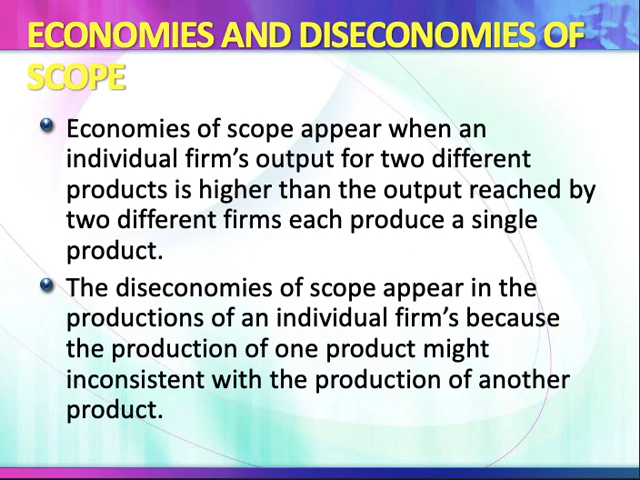 ECONOMIES AND DISECONOMIES OF
SCOPE
Economies of scope appear when an
individual firm's output for two different
products is higher than the output reached by
two different firms each produce a single
product.
The diseconomies of scope appear in the
productions of an individual firm's because
the production of one product might
inconsistent with the production of another
product.